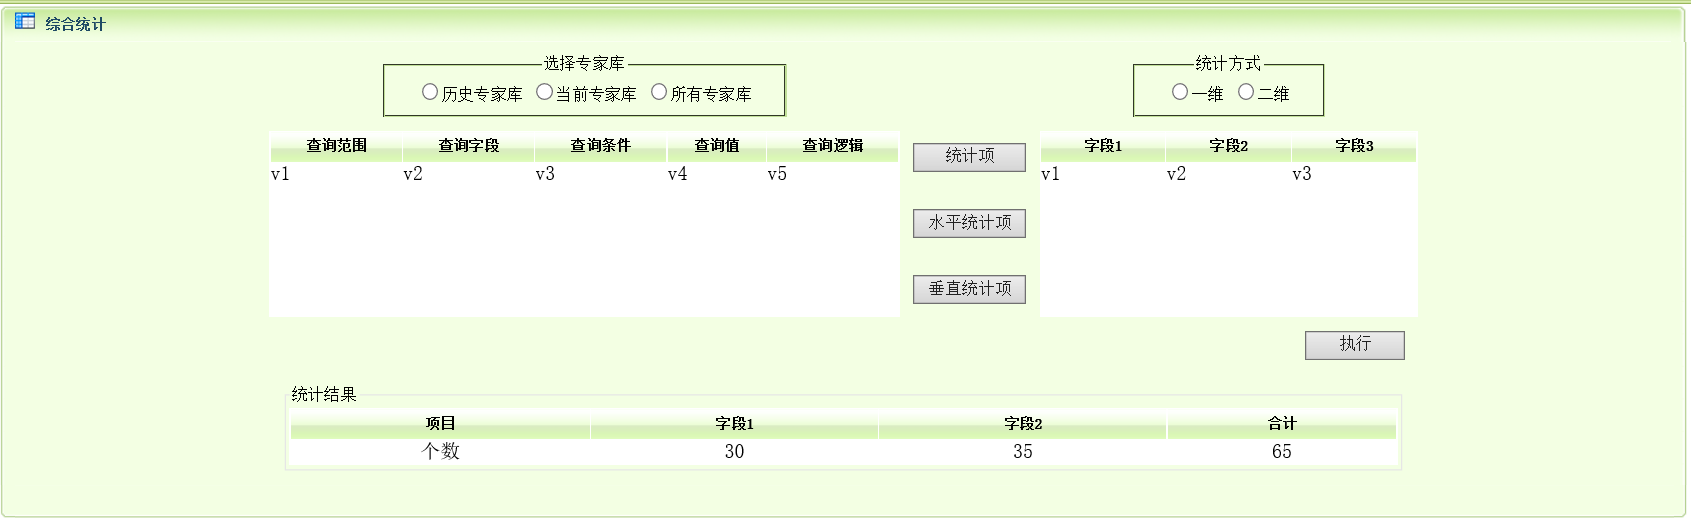 综合统计
选择专家库 统计方式
历史专家库 当前专家库 所有专家库 一维 二维
查询范围 查询字段 查询条件 查询值 查询逻辑 统计项 字段1 字段2 字段3
v1 v2 v3 v4 v5 v1 v2 v3
水平统计项
垂直统计项
执行
统计结果
项目 字段1 字段2 合计
个数 30 35 65